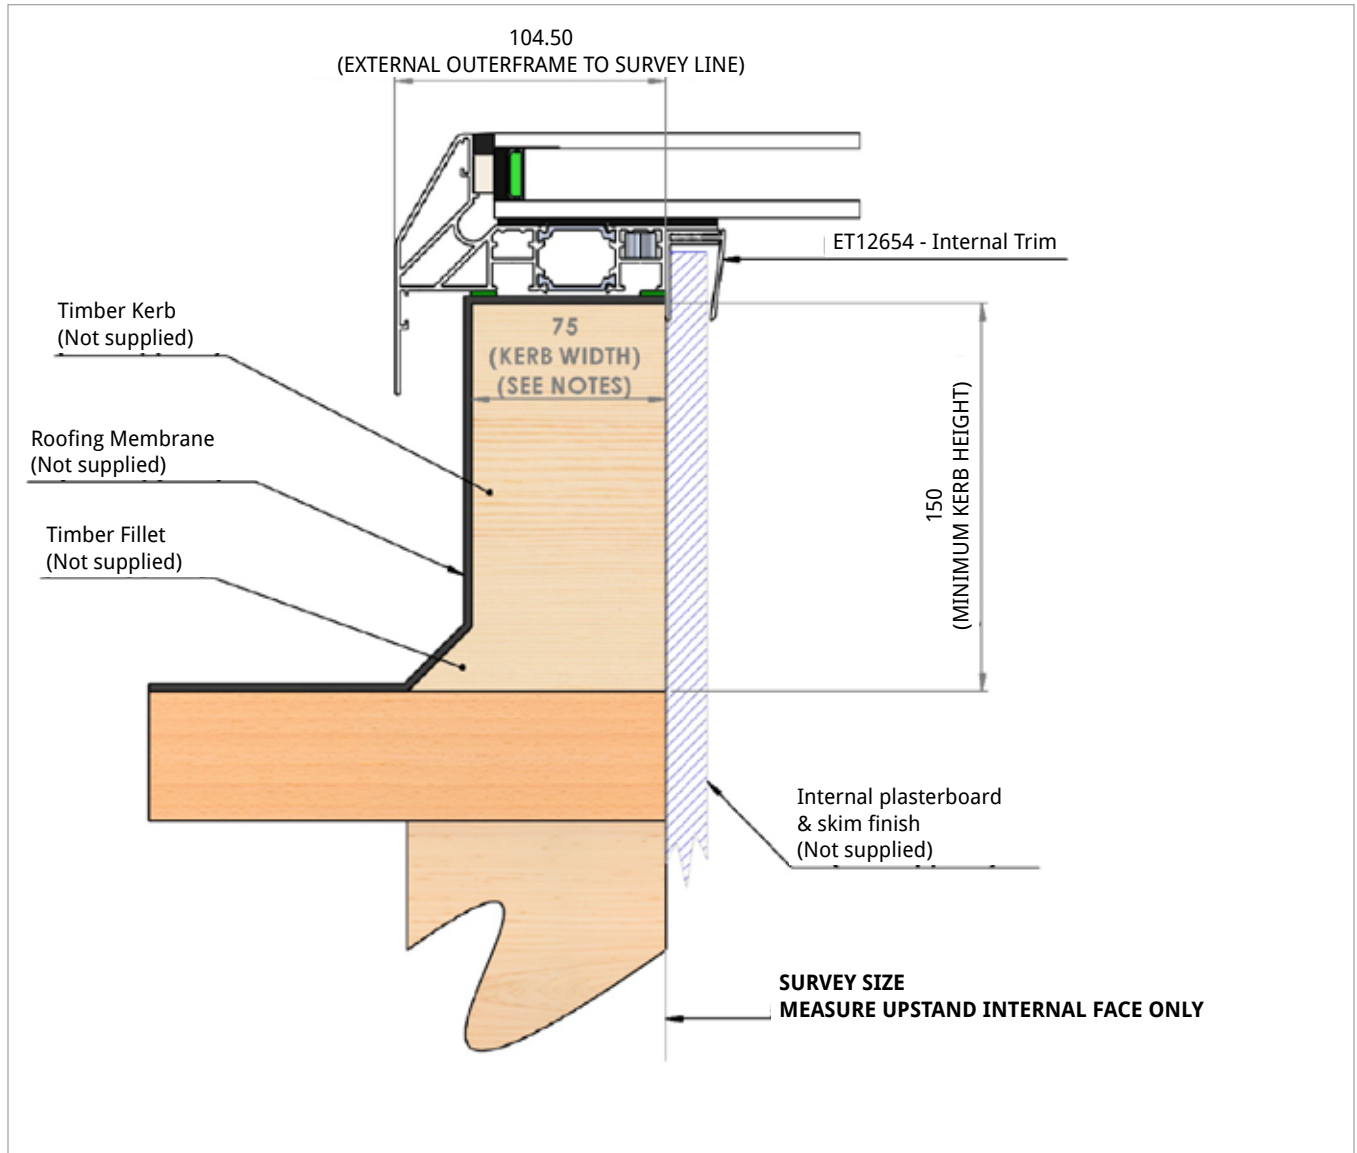 104.50
(EXTERNAL OUTERFRAME TO SURVEY LINE)
ET12654 - Internal Trim
Timber Kerb
(Not supplied)
75
(KERB WIDTH)
(SEE NOTES)
Roofing Membrane
(Not supplied)
150
(MINIMUM KERB HEIGHT)
Timber Fillet
(Not supplied)
Internal plasterboard
& skim finish
(Not supplied)
SURVEY SIZE
MEASURE UPSTAND INTERNAL FACE ONLY